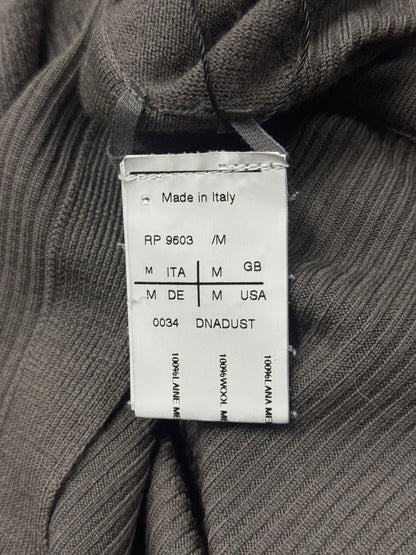 Made in Italy
RP 9603 /M
M ITA M GB
M DE M USA
0034 DNADUST
100%LAINE ME
100%WOOL ME
100%LANA ME